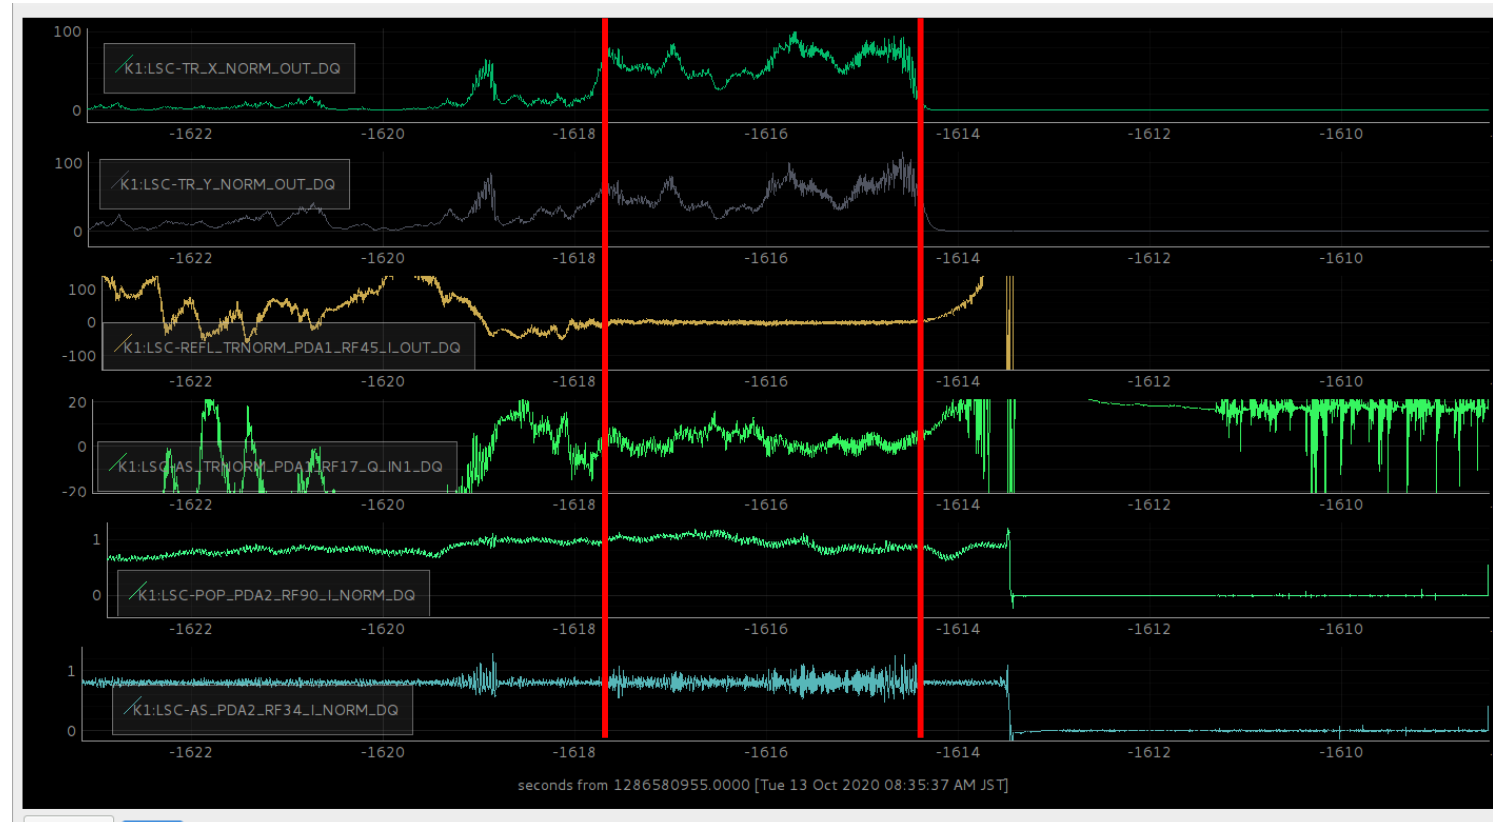 100
K1:LSC-TR_X_NORM_OUT_DQ
0
-1622 -1620 -1618 -1616 -1614 -1612 -1610
100
K1:LSC-TR_Y_NORM_OUT_DQ
0
-1622 -1620 -1618 -1616 -1614 -1612 -1610
100
0
K1:LSC-REFL_TRNORM_PDA1_RF45_I_OUT_DQ
-100
-1622 -1620 -1618 -1616 -1614 -1612 -1610
20
0
K1:LSC-AS_TRNORM_PDA1_RF17_Q_IN1_DQ
-20
-1622 -1620 -1618 -1616 -1614 -1612 -1610
1
0 K1:LSC-POP_PDA2_RF90_I_NORM_DQ
-1622 -1620 -1618 -1616 -1614 -1612 -1610
1
K1:LSC-AS_PDA2_RF34_I_NORM_DQ
0
-1622 -1620 -1618 -1616 -1614 -1612 -1610
seconds from 1286580955.0000 [Tue 13 Oct 2020 08:35:37 AM JST]